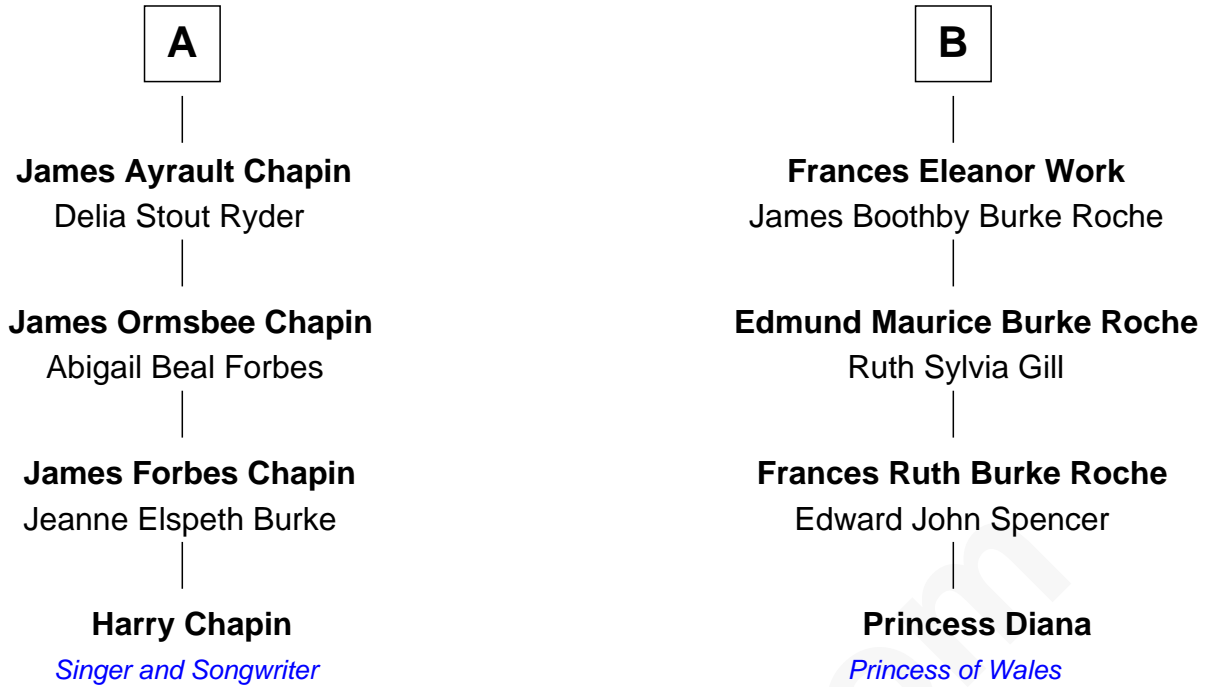 A
James Ayrault Chapin
Delia Stout Ryder
James Ormsbee Chapin
Abigail Beal Forbes
James Forbes Chapin
Jeanne Elspeth Burke
Harry Chapin
Singer and Songwriter
B
Frances Eleanor Work
James Boothby Burke Roche
Edmund Maurice Burke Roche
Ruth Sylvia Gill
Frances Ruth Burke Roche
Edward John Spencer
Princess Diana
Princess of Wales